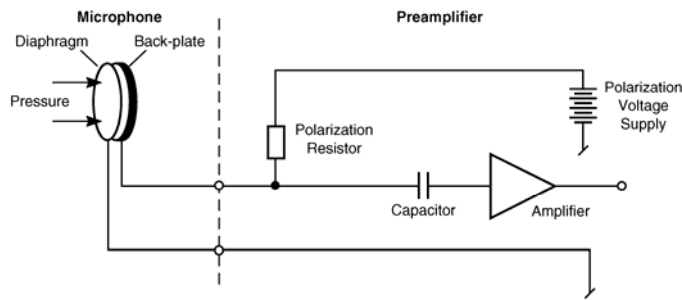 Microphone
Preamplifier
Diaphragm
Back-plate
Pressure
Polarization
Resistor
Polarization
Voltage
Supply
Capacitor
Amplifier